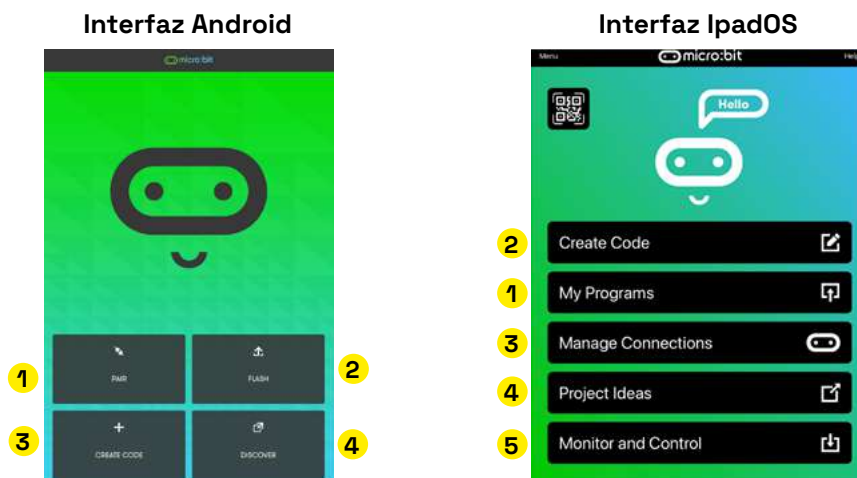 Interfaz Android
micro:bit
1
PAIR
2
FLASH
3
CREATE CODE
4
DISCOVER
Interfaz IpadOS
Menu
micro:bit
Help
Hello
2
Create Code
1
My Programs
3
Manage Connections
4
Project Ideas
5
Monitor and Control